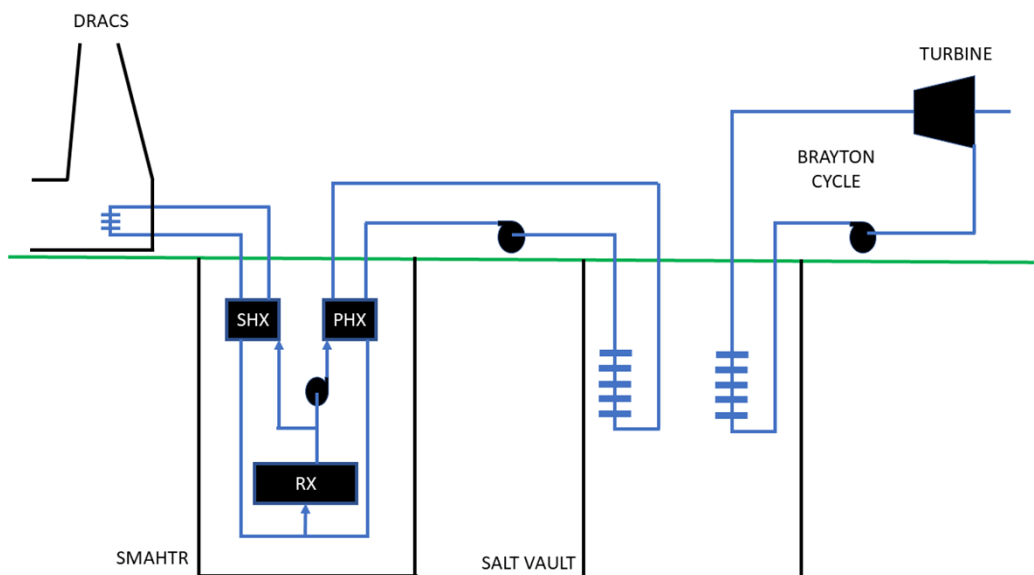 DRACS
TURBINE
BRAYTON
CYCLE
SHX
PHX
RX
SMAHTR
SALT VAULT